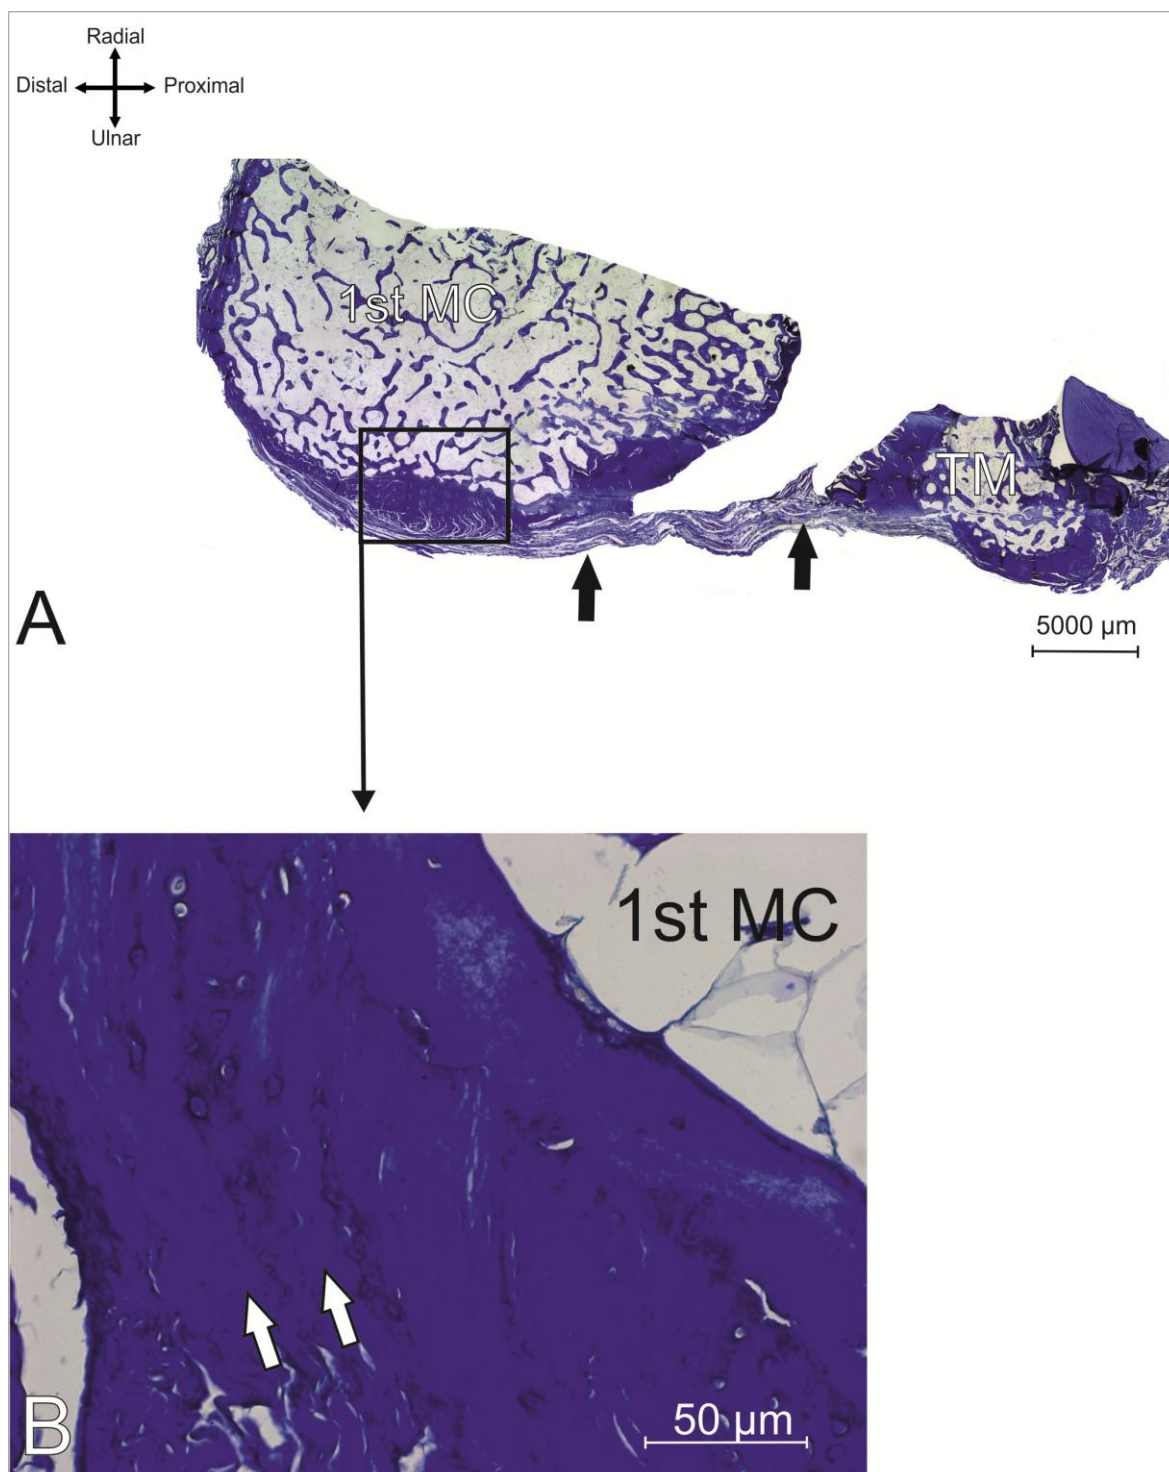 Radial
Distal
Proximal
Ulnar
1st MC
TM
A
5000 µm
1st MC
B
50 µm